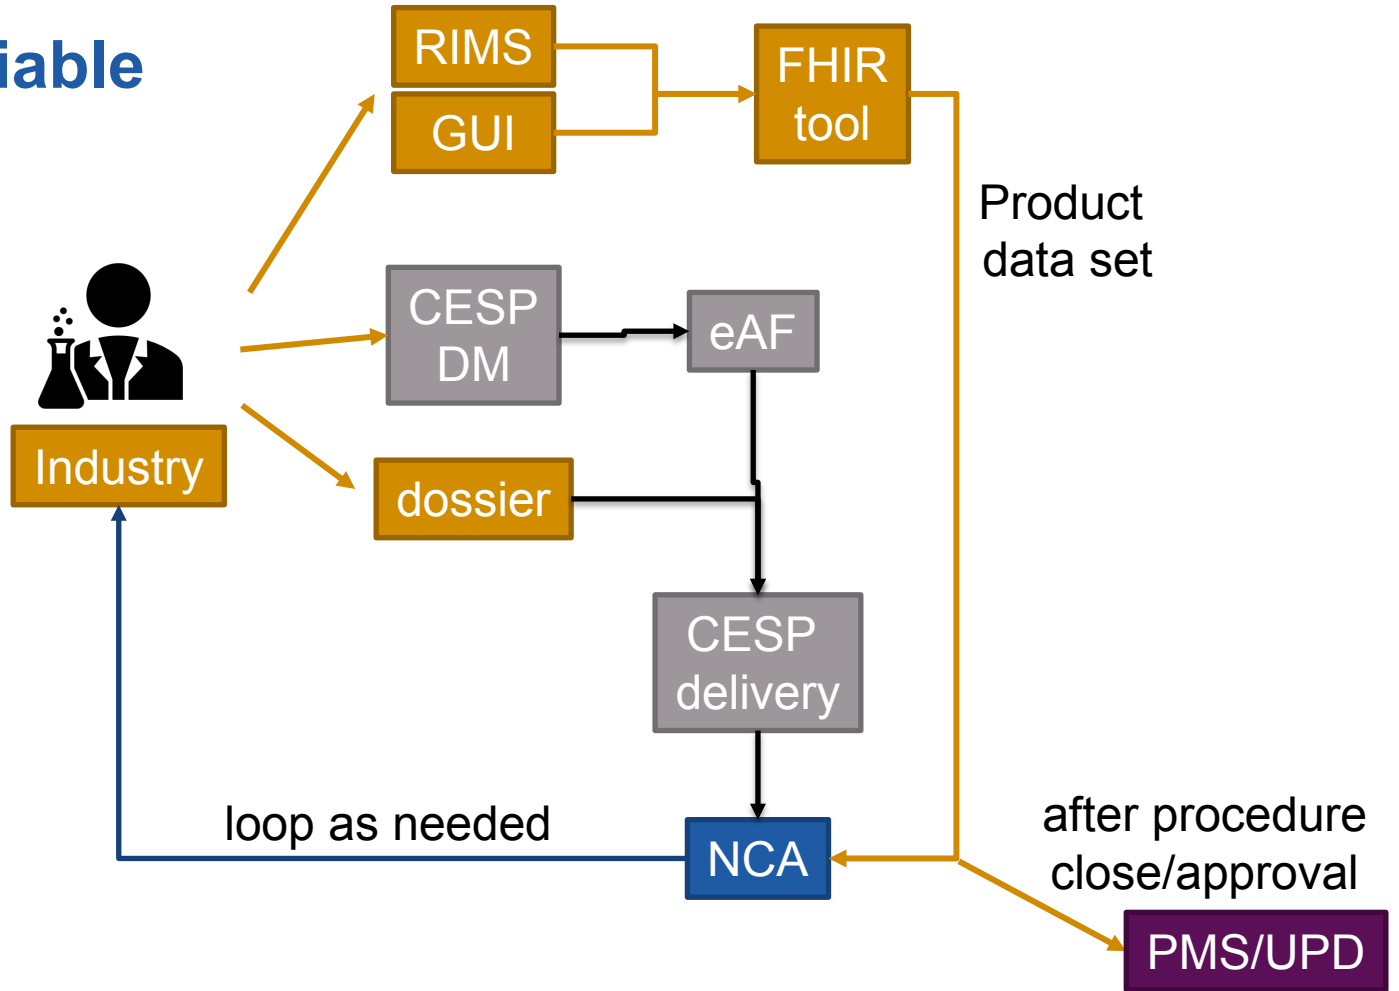 iable
RIMS
GUI
FHIR
tool
Product
data set
CESP
DM
eAF
Industry
dossier
CESP
delivery
loop as needed
NCA
after procedure
close/approval
PMS/UPD